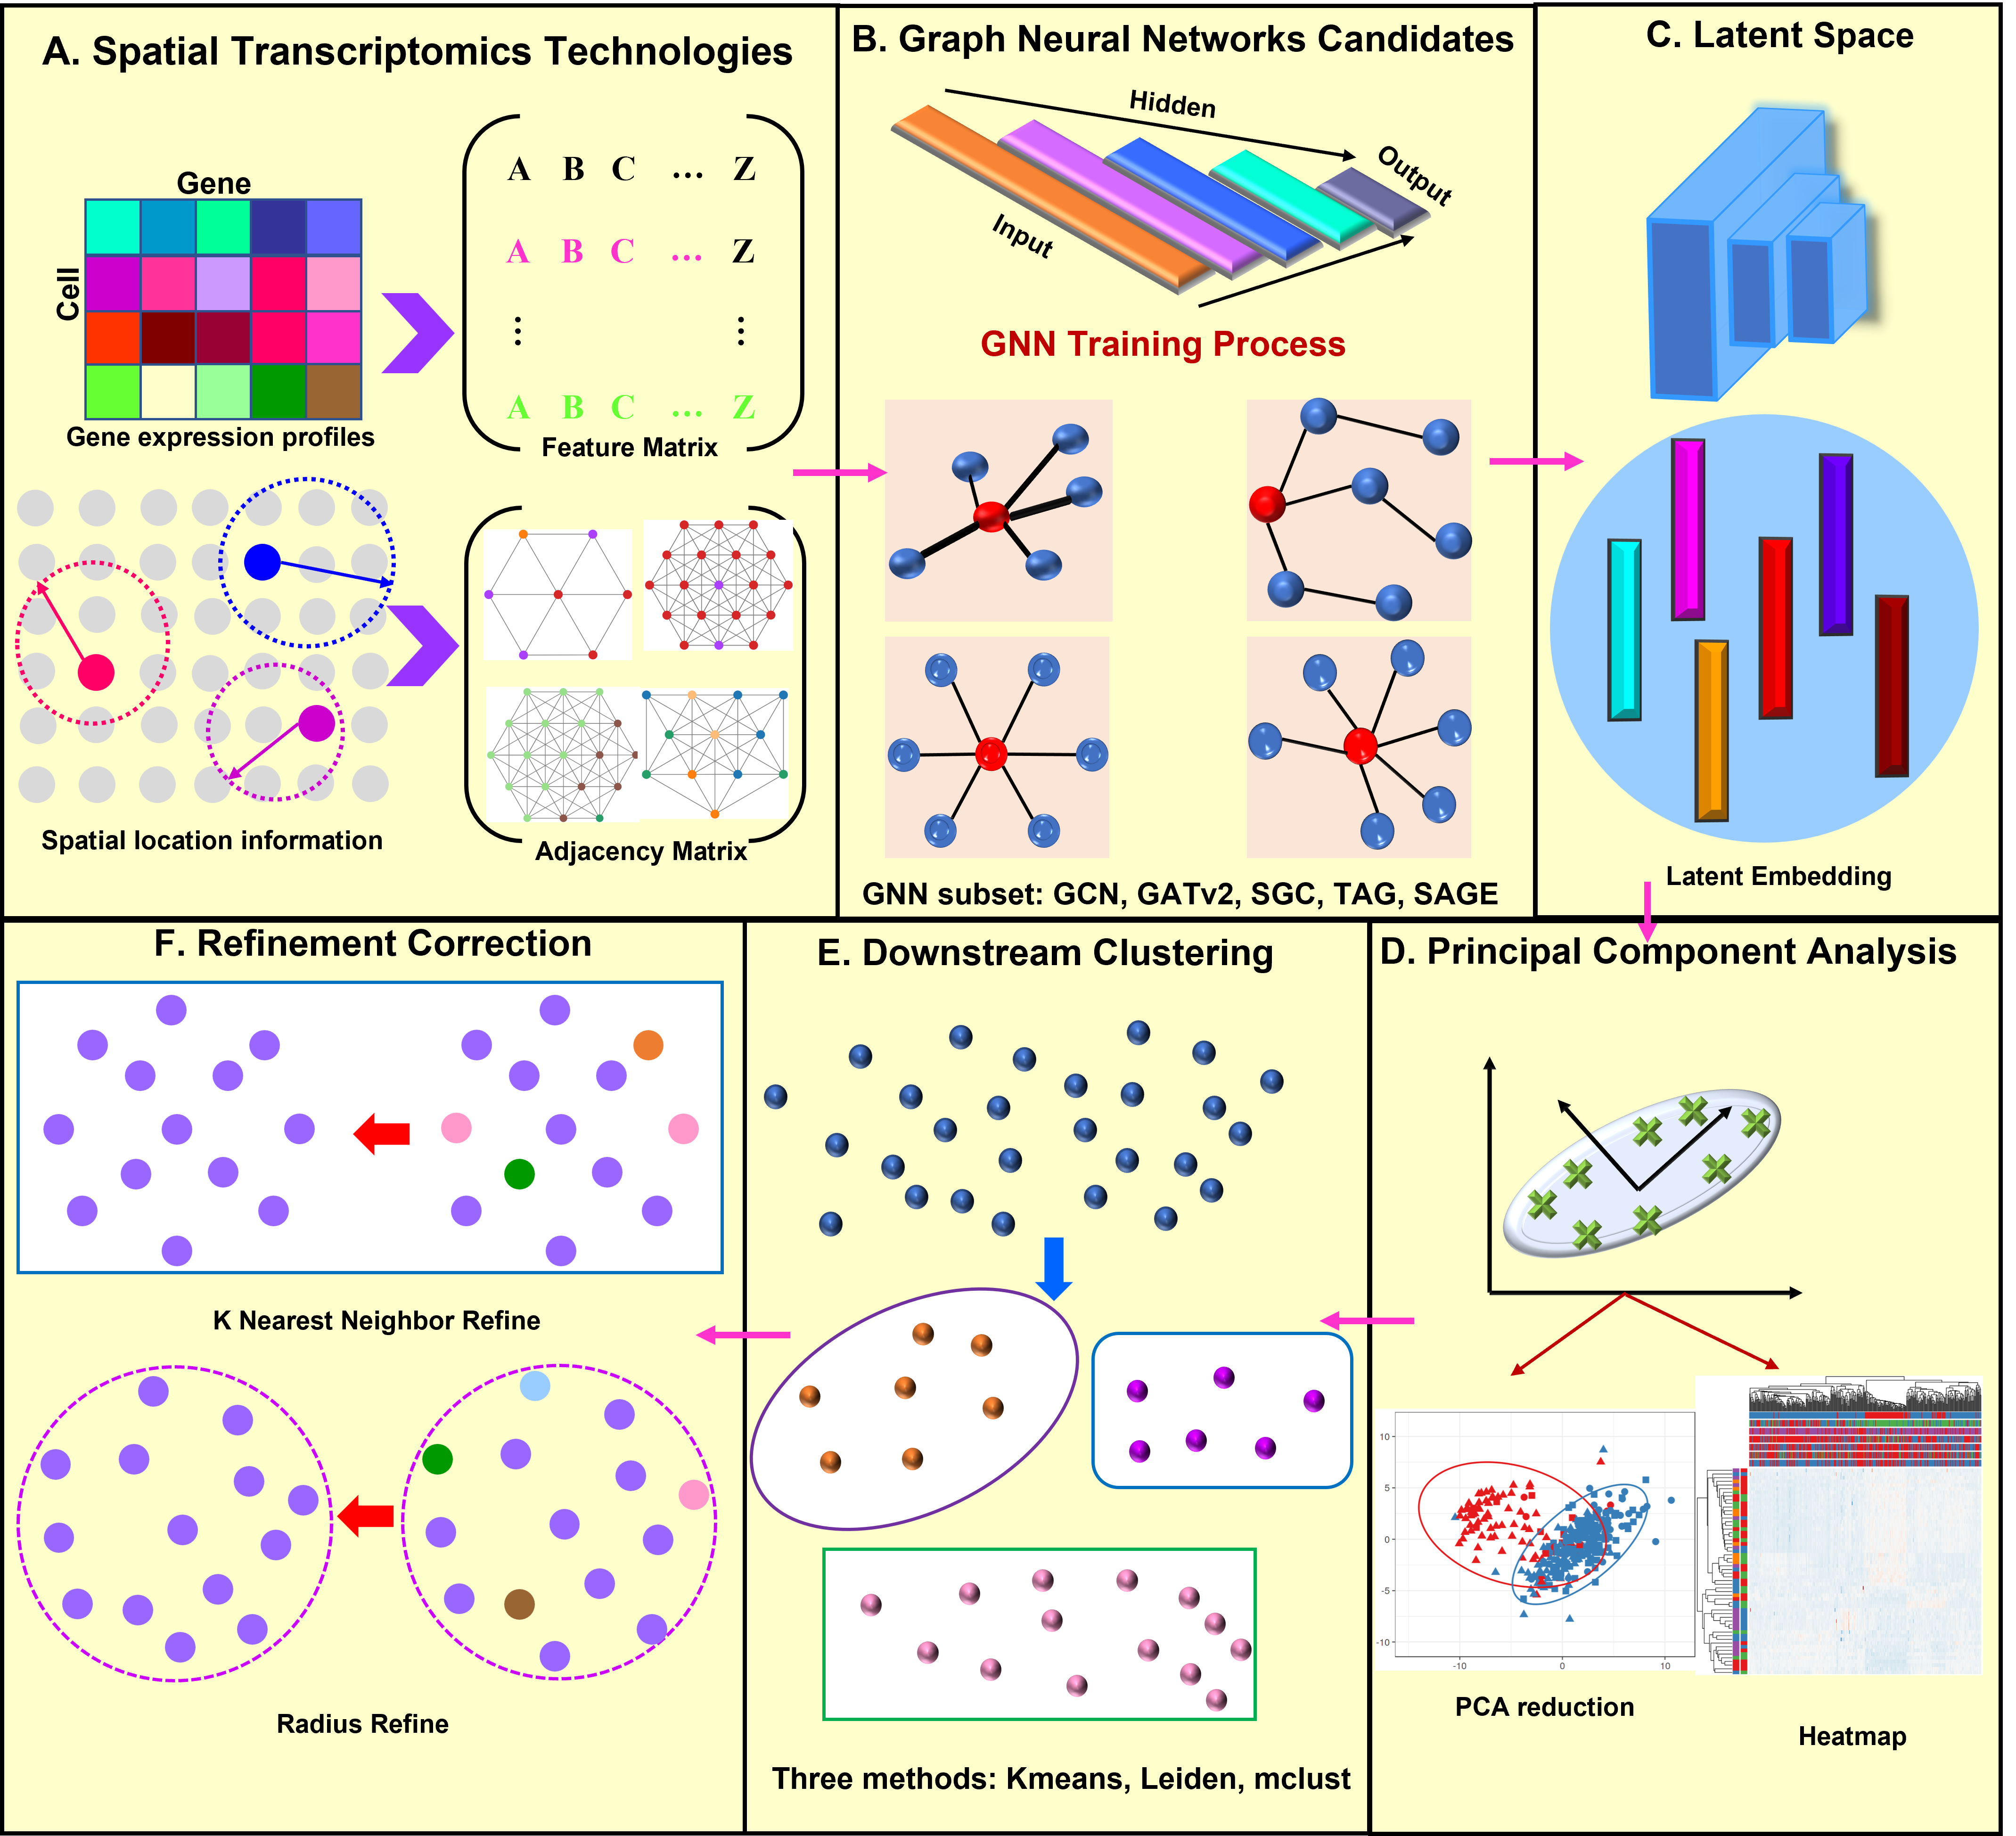 A. Spatial Transcriptomics Technologies
Gene
Cell
Gene expression profiles
A B C ... Z
A B C ... Z
⋮ ⋮
A B C ... Z
Feature Matrix
Spatial location information
Adjacency Matrix
B. Graph Neural Networks Candidates
Hidden
Output
Input
GNN Training Process
GNN subset: GCN, GATv2, SGC, TAG, SAGE
C. Latent Space
Latent Embedding
D. Principal Component Analysis
10
5
0
-5
-10
-10 0 10
PCA reduction
Heatmap
E. Downstream Clustering
Three methods: Kmeans, Leiden, mclust
F. Refinement Correction
K Nearest Neighbor Refine
Radius Refine